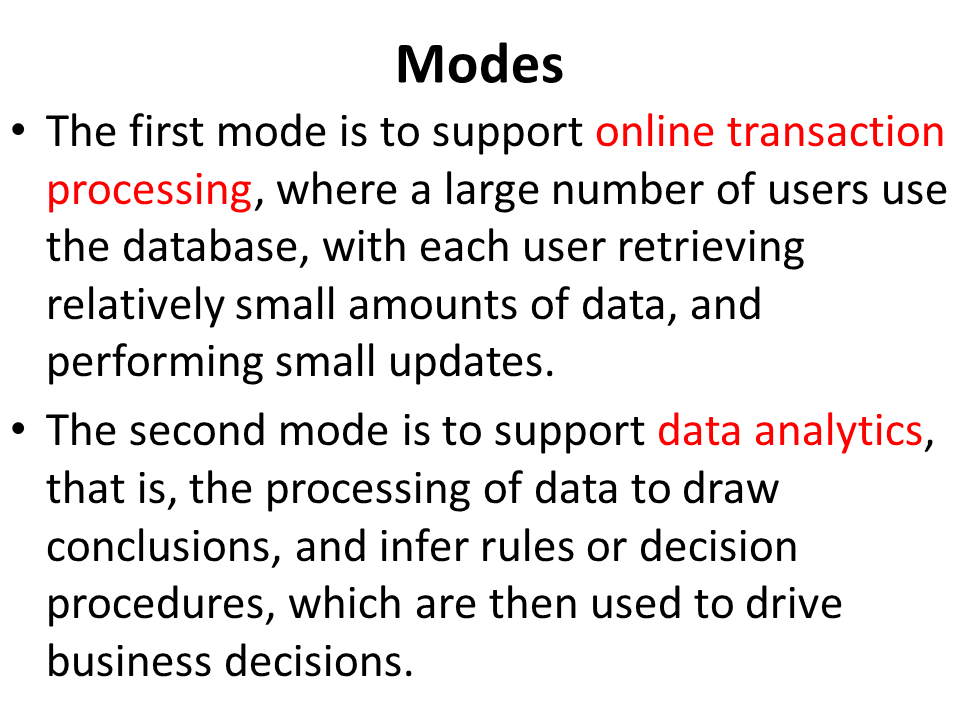 Modes
• The first mode is to support online transaction
processing, where a large number of users use
the database, with each user retrieving
relatively small amounts of data, and
performing small updates.
• The second mode is to support data analytics,
that is, the processing of data to draw
conclusions, and infer rules or decision
procedures, which are then used to drive
business decisions.